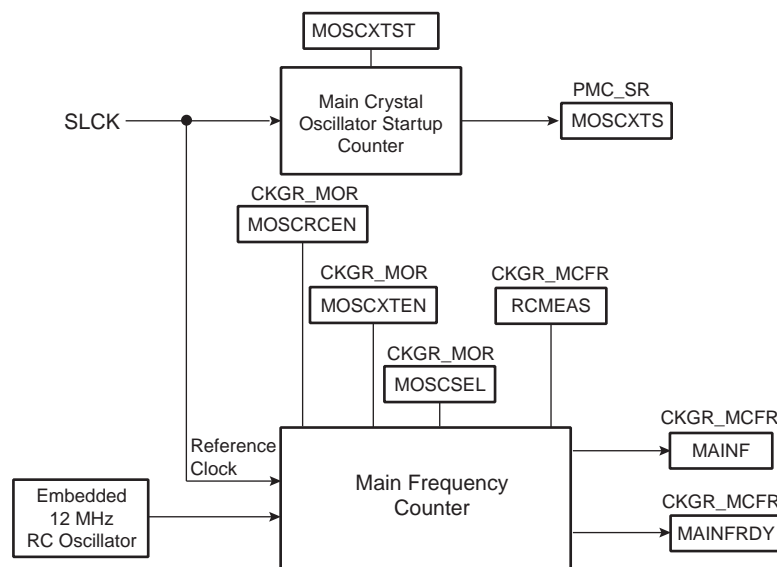 MOSCXTST
SLCK
Main Crystal
Oscillator Startup
Counter
PMC_SR
MOSCXTS
CKGR_MOR
MOSCRCEN
CKGR_MOR
MOSCXTEN
CKGR_MCFR
RCMEAS
CKGR_MOR
MOSCSEL
Reference
Clock
Main Frequency
Counter
CKGR_MCFR
MAINF
Embedded
12 MHz
RC Oscillator
CKGR_MCFR
MAINFRDY